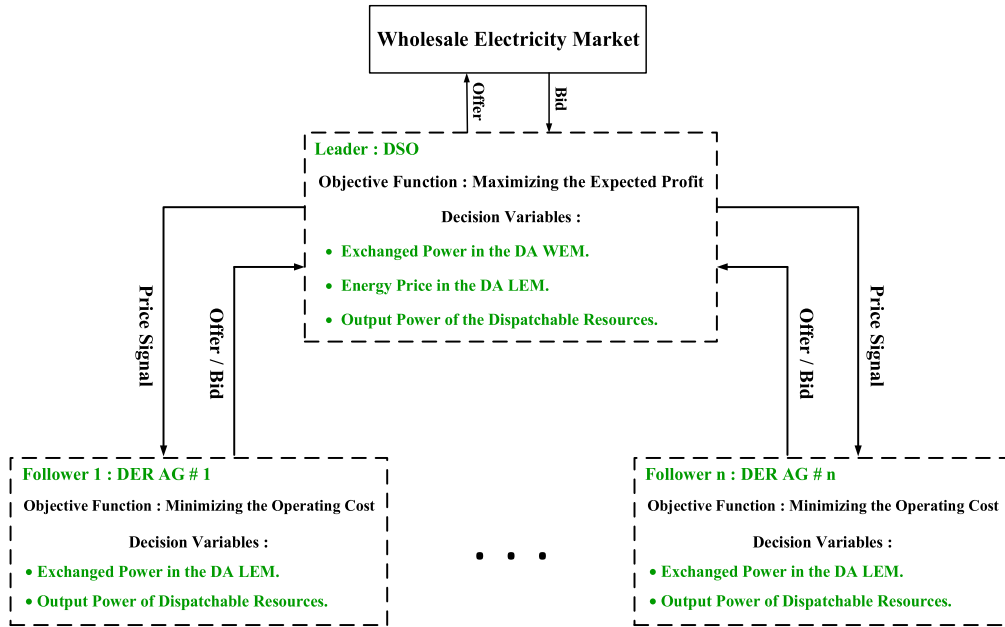 Wholesale Electricity Market
Offer
Bid
Leader : DSO
Objective Function : Maximizing the Expected Profit
Decision Variables :
• Exchanged Power in the DA WEM.
• Energy Price in the DA LEM.
• Output Power of the Dispatchable Resources.
Price Signal
Offer / Bid
Offer / Bid
Price Signal
Follower 1 : DER AG # 1
Objective Function : Minimizing the Operating Cost
Decision Variables :
• Exchanged Power in the DA LEM.
• Output Power of Dispatchable Resources.
• • •
Follower n : DER AG # n
Objective Function : Minimizing the Operating Cost
Decision Variables :
• Exchanged Power in the DA LEM.
• Output Power of Dispatchable Resources.